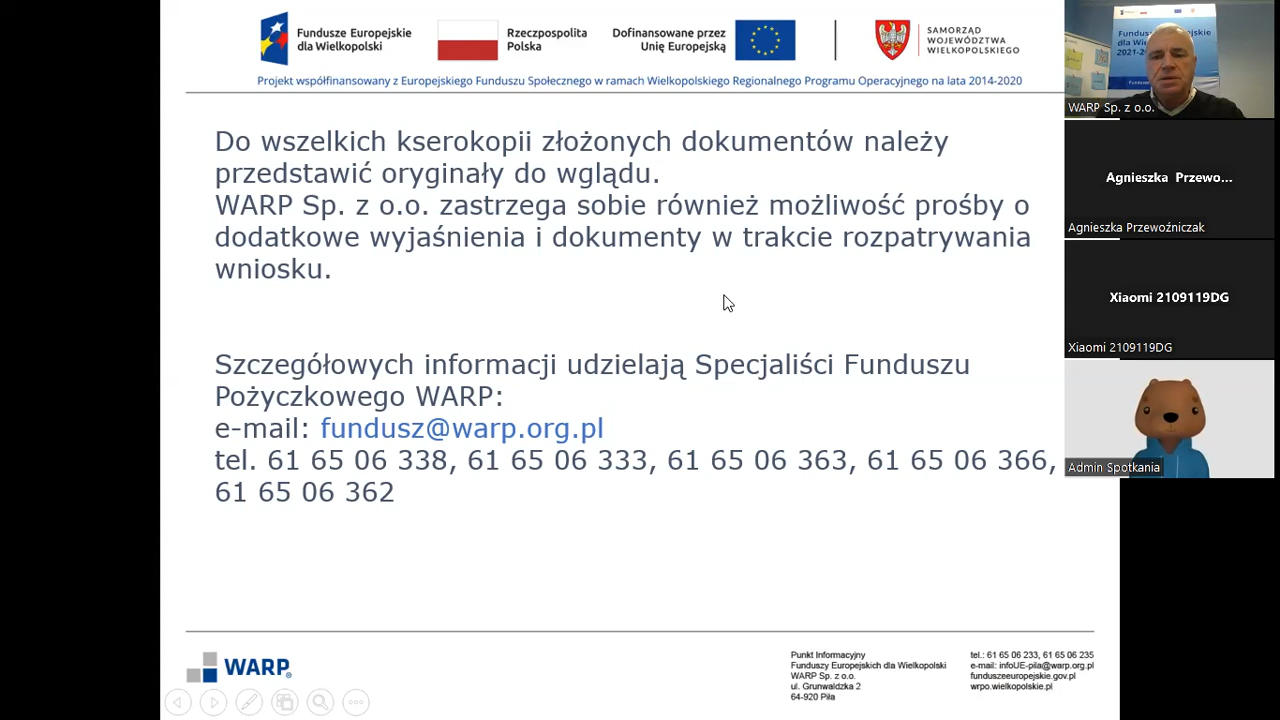 Fundusze Europejskie
dla Wielkopolski
Rzeczpospolita
Polska
Dofinansowane przez
Unię Europejską
SAMORZĄD
WOJEWÓDZTWA
WIELKOPOLSKIEGO
Projekt współfinansowany z Europejskiego Funduszu Społecznego w ramach Wielkopolskiego Regionalnego Programu Operacyjnego na lata 2014-2020
Do wszelkich kserokopii złożonych dokumentów należy
przedstawić oryginały do wglądu.
WARP Sp. z o.o. zastrzega sobie również możliwość prośby o
dodatkowe wyjaśnienia i dokumenty w trakcie rozpatrywania
wniosku.
Szczegółowych informacji udzielają Specjaliści Funduszu
Pożyczkowego WARP:
e-mail: fundusz@warp.org.pl
tel. 61 65 06 338, 61 65 06 333, 61 65 06 363, 61 65 06 366,
61 65 06 362
WARP
Punkt Informacyjny
Funduszy Europejskich dla Wielkopolski
WARP Sp. z o.o.
ul. Grunwaldzka 2
64-920 Piła
tel.: 61 65 06 233, 61 65 06 235
e-mail: infoUE-pila@warp.org.pl
funduszeeuropejskie.gov.pl
wrpo.wielkopolskie.pl
WARP Sp. z o.o.
Agnieszka Przewo...
Agnieszka Przewoźniczak
Xiaomi 2109119DG
Xiaomi 2109119DG
Admin Spotkania